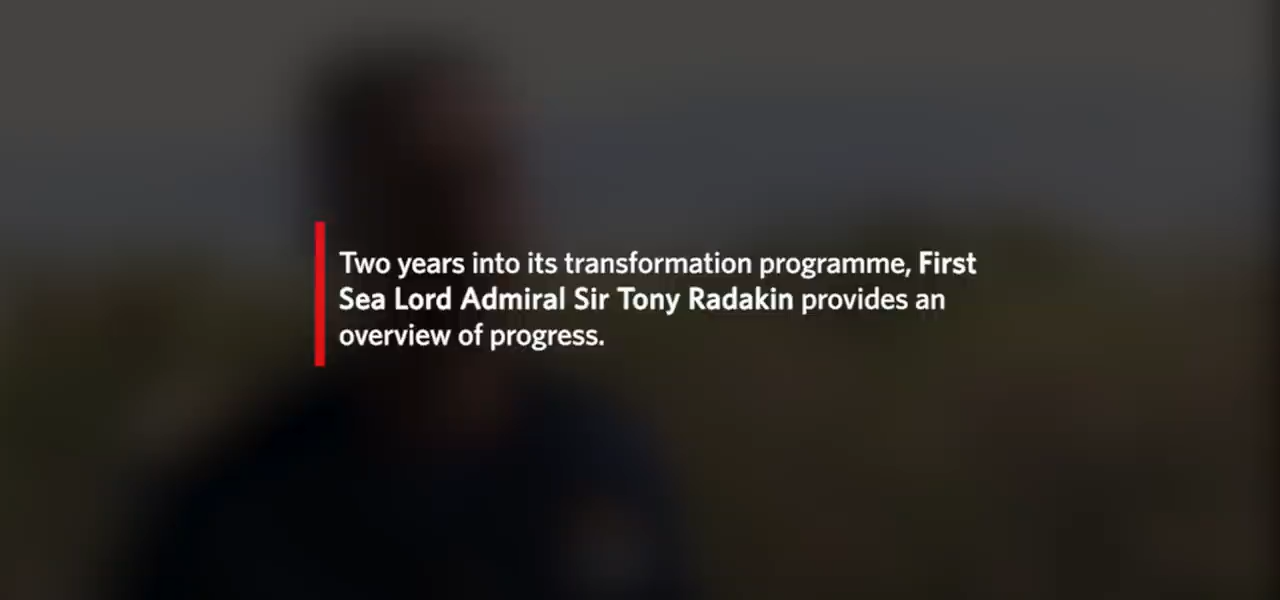 Two years into its transformation programme, First
Sea Lord Admiral Sir Tony Radakin provides an
overview of progress.